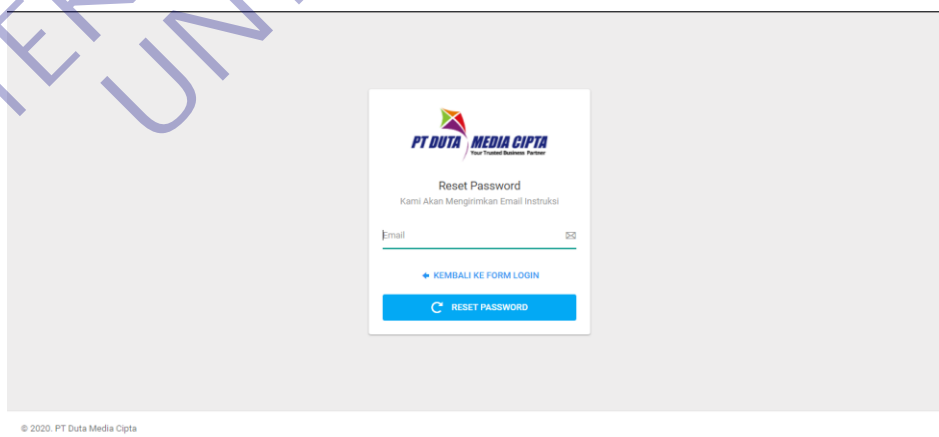 UN
PT DUTA MEDIA CIPTA
Your Trusted Business Partner
Reset Password
Kami Akan Mengirimkan Email Instruksi
Email
KEMBALI KE FORM LOGIN
RESET PASSWORD
© 2020. PT Duta Media Cipta